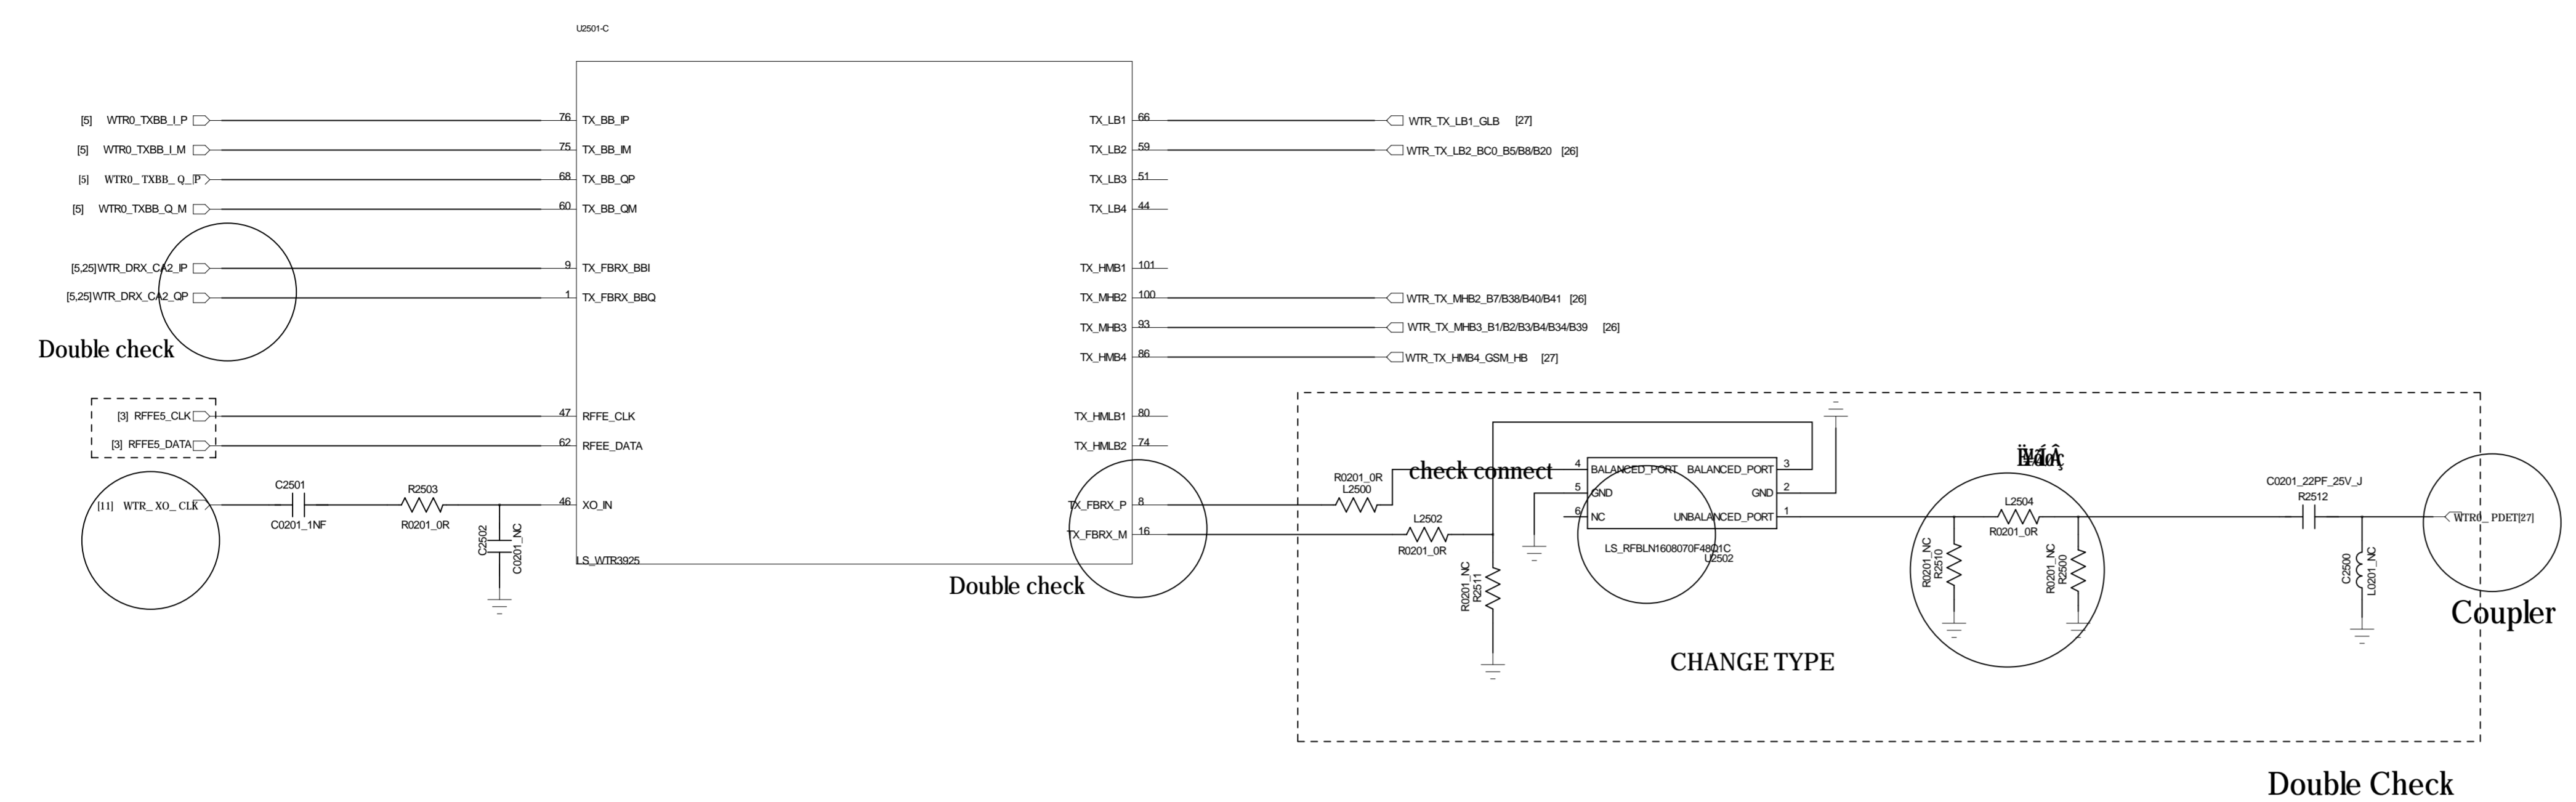 U2501-C
[5] WTR0_TXBB_I_P 76 TX_BB_IP TX_LB1 66 WTR_TX_LB1_GLB [27]
[5] WTR0_TXBB_I_M 75 TX_BB_IM TX_LB2 59 WTR_TX_LB2_BC0_B5/B8/B20 [26]
[5] WTR0_TXBB_Q_P 68 TX_BB_QP TX_LB3 51
[5] WTR0_TXBB_Q_M 60 TX_BB_QM TX_LB4 44
[5,25]WTR_DRX_CA2_IP 9 TX_FBRX_BBI TX_HMB1 101
[5,25]WTR_DRX_CA2_QP 1 TX_FBRX_BBQ TX_MHB2 100 WTR_TX_MHB2_B7/B38/B40/B41 [26]
TX_MHB3 93 WTR_TX_MHB3_B1/B2/B3/B4/B34/B39 [26]
Double check
TX_HMB4 86 WTR_TX_HMB4_GSM_HB [27]
[3] RFFE5_CLK 47 RFFE_CLK TX_HMLB1 80
[3] RFFE5_DATA 62 RFEE_DATA TX_HMLB2 74
check connect
4 BALANCED_PORT BALANCED_PORT 3
5 GND GND 2
6 NC UNBALANCED_PORT 1
LS_RFBLN1608070F48Q1C
U2502
[11] WTR_XO_CLK
C2501
C0201_1NF
R2503
R0201_0R
C2502
C0201_NC
46 XO_IN
LS_WTR3925
TX_FBRX_P 8
TX_FBRX_M 16
Double check
R0201_0R
L2500
L2502
R0201_0R
R0201_NC
R2511
CHANGE TYPE
R0201_NC
R2510
L2504
R0201_0R
R0201_NC
R2500
C0201_22PF_25V_J
R2512
C2500
L0201_NC
WTR0_PDET[27]
Coupler
Double Check